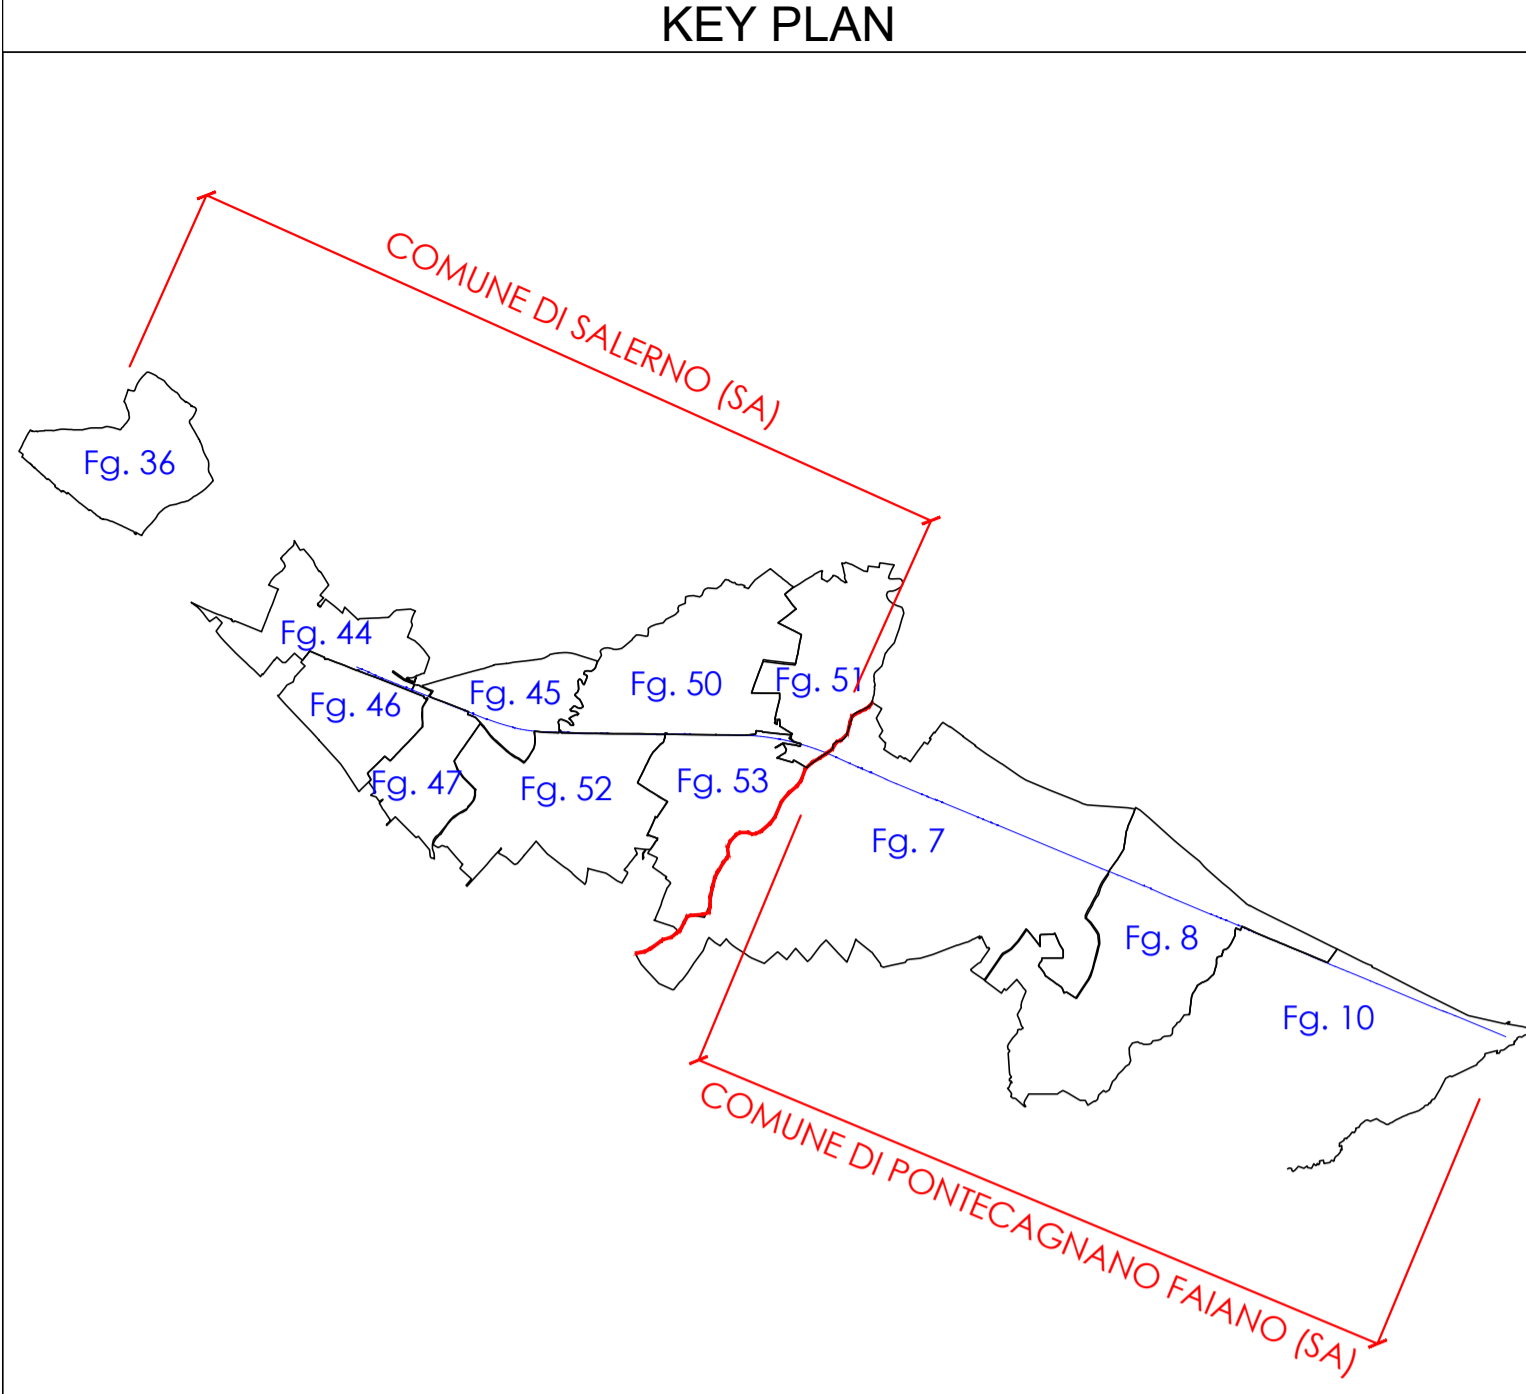 KEY PLAN
COMUNE DI SALERNO (SA)
Fg. 36
Fg. 44
Fg. 46
Fg. 45
Fg. 50
Fg. 51
Fg. 47
Fg. 52
Fg. 53
Fg. 7
Fg. 8
Fg. 10
COMUNE DI PONTECAGNANO FAIANO (SA)